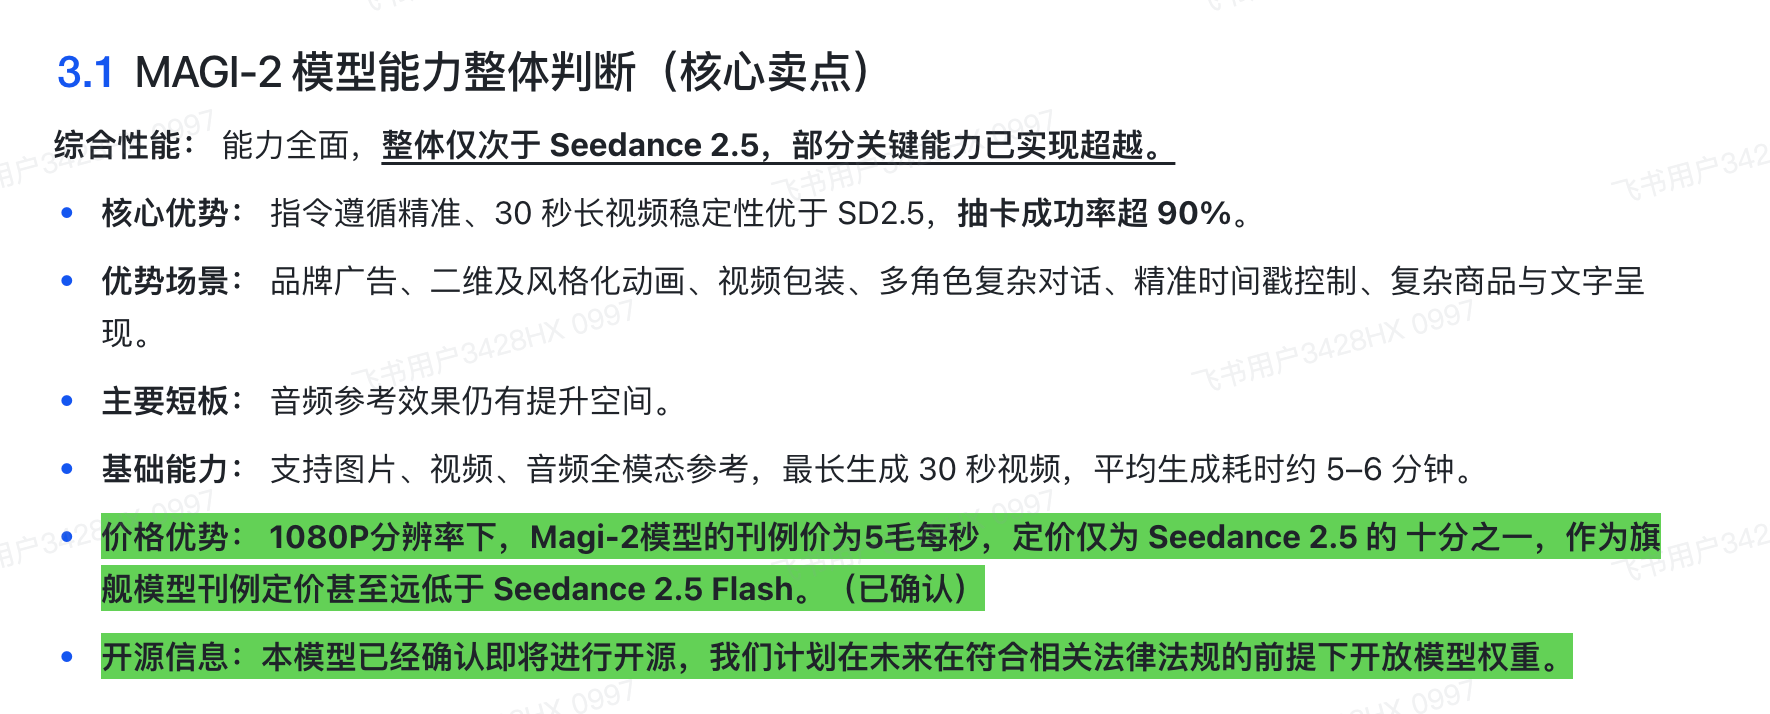 3.1 MAGI-2 模型能力整体判断（核心卖点）
综合性能： 能力全面，整体仅次于 Seedance 2.5，部分关键能力已实现超越。
• 核心优势： 指令遵循精准、30 秒长视频稳定性优于 SD2.5，抽卡成功率超 90%。
• 优势场景： 品牌广告、二维及风格化动画、视频包装、多角色复杂对话、精准时间戳控制、复杂商品与文字呈
现。
• 主要短板： 音频参考效果仍有提升空间。
• 基础能力： 支持图片、视频、音频全模态参考，最长生成 30 秒视频，平均生成耗时约 5–6 分钟。
• 价格优势： 1080P分辨率下，Magi-2模型的刊例价为5毛每秒，定价仅为 Seedance 2.5 的 十分之一，作为旗
舰模型刊例定价甚至远低于 Seedance 2.5 Flash。（已确认）
• 开源信息：本模型已经确认即将进行开源，我们计划在未来在符合相关法律法规的前提下开放模型权重。
飞书用户3428HX 0997